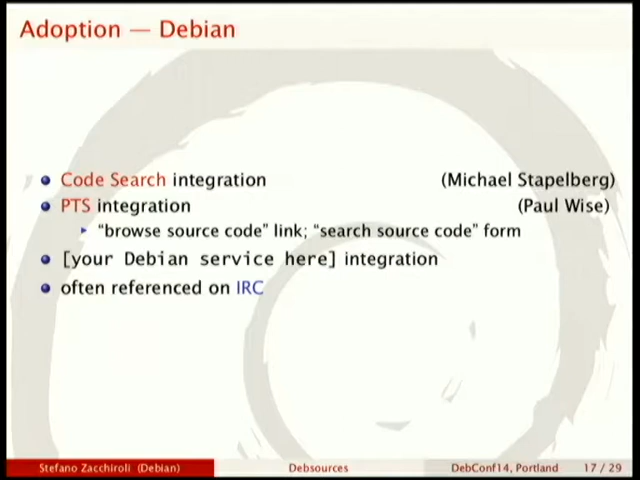 Adoption — Debian
Code Search integration (Michael Stapelberg)
PTS integration (Paul Wise)
“browse source code” link; “search source code” form
[your Debian service here] integration
often referenced on IRC
Stefano Zacchiroli (Debian) Debsources DebConf14, Portland 17 / 29